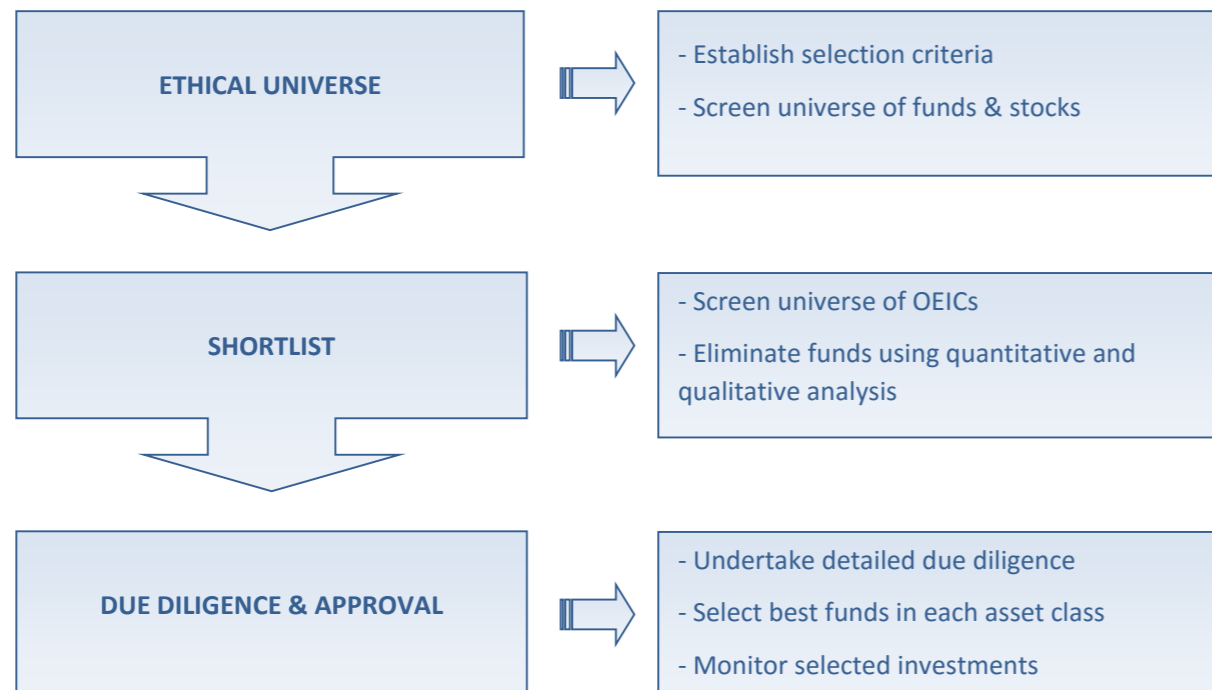 ETHICAL UNIVERSE
- Establish selection criteria
- Screen universe of funds & stocks
SHORTLIST
- Screen universe of OEICs
- Eliminate funds using quantitative and
qualitative analysis
DUE DILIGENCE & APPROVAL
- Undertake detailed due diligence
- Select best funds in each asset class
- Monitor selected investments